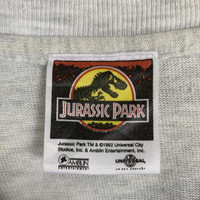 JURASSIC PARK
Jurassic Park TM & ©1992 Universal City
Studios, Inc. & Amblin Entertainment, Inc.
AMBLIN
ENTERTAINMENT
UNIVERSAL